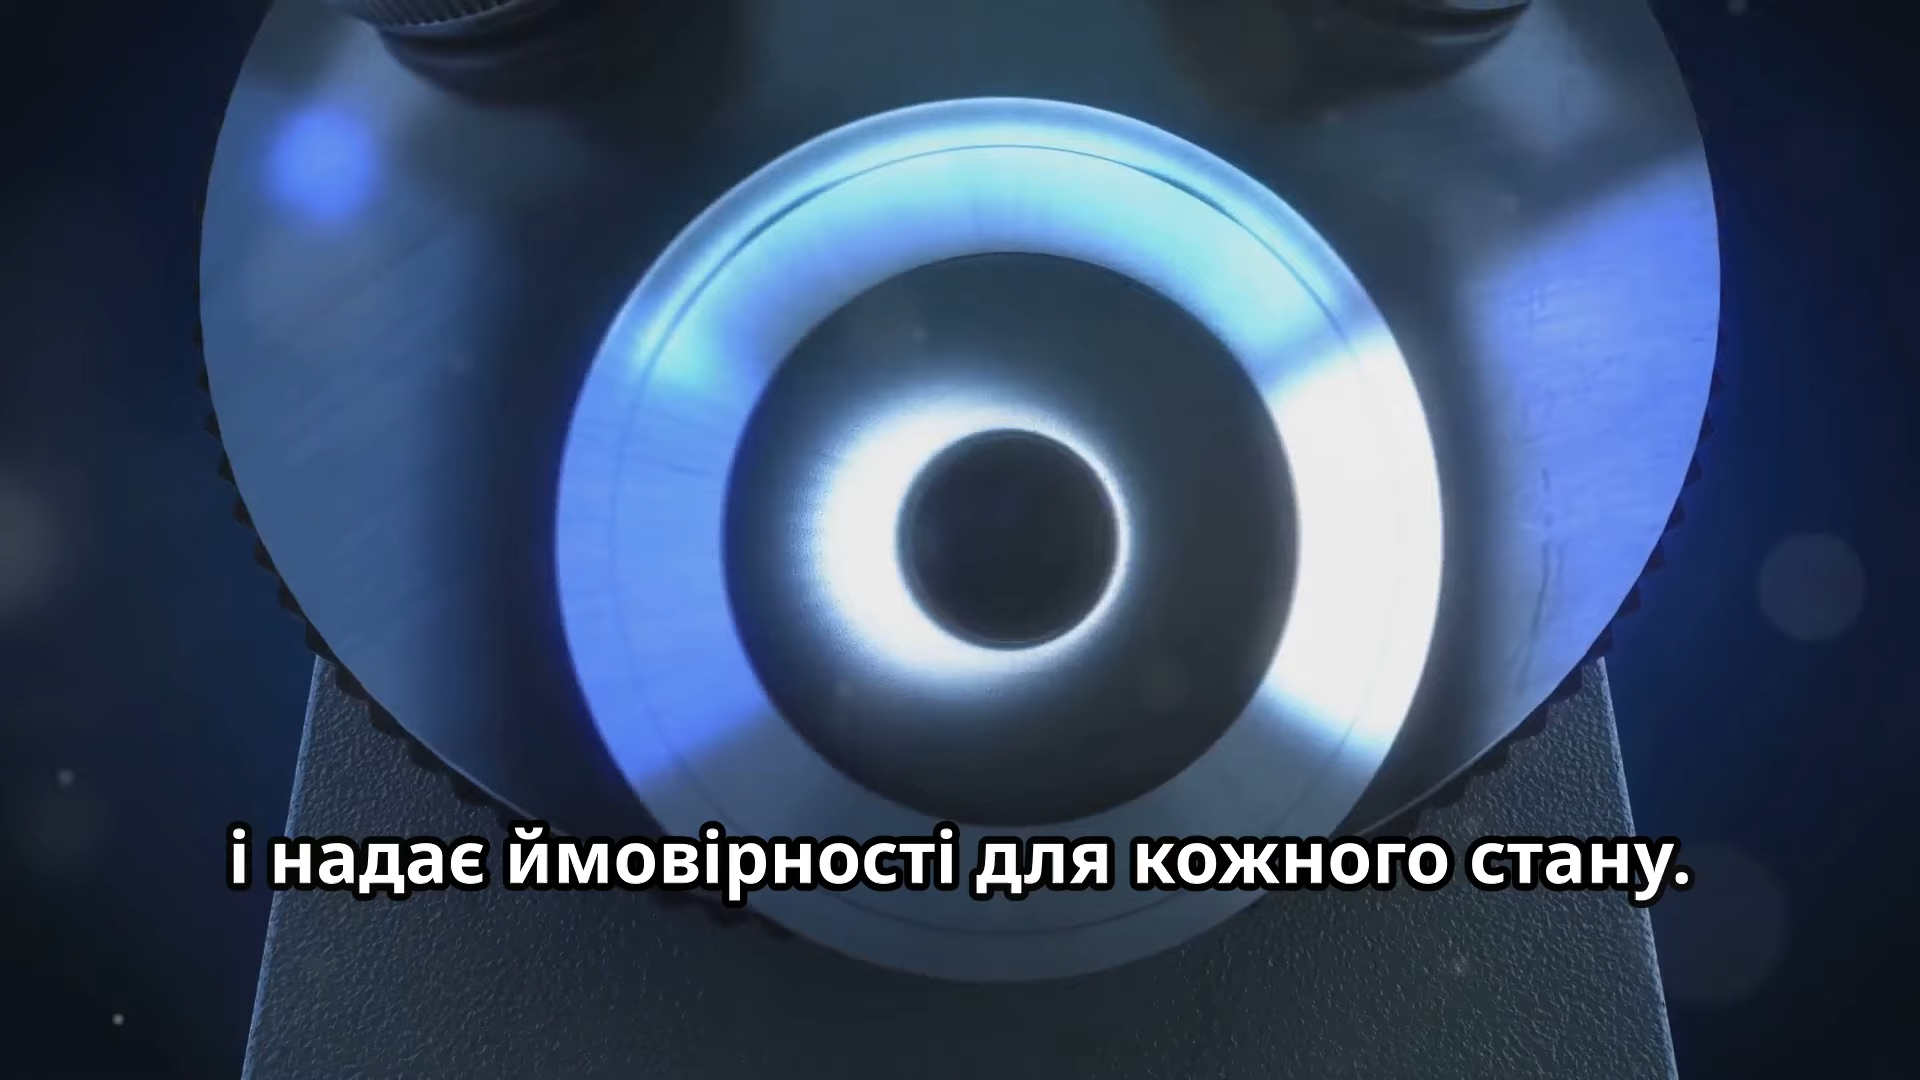 і надає ймовірності для кожного стану.